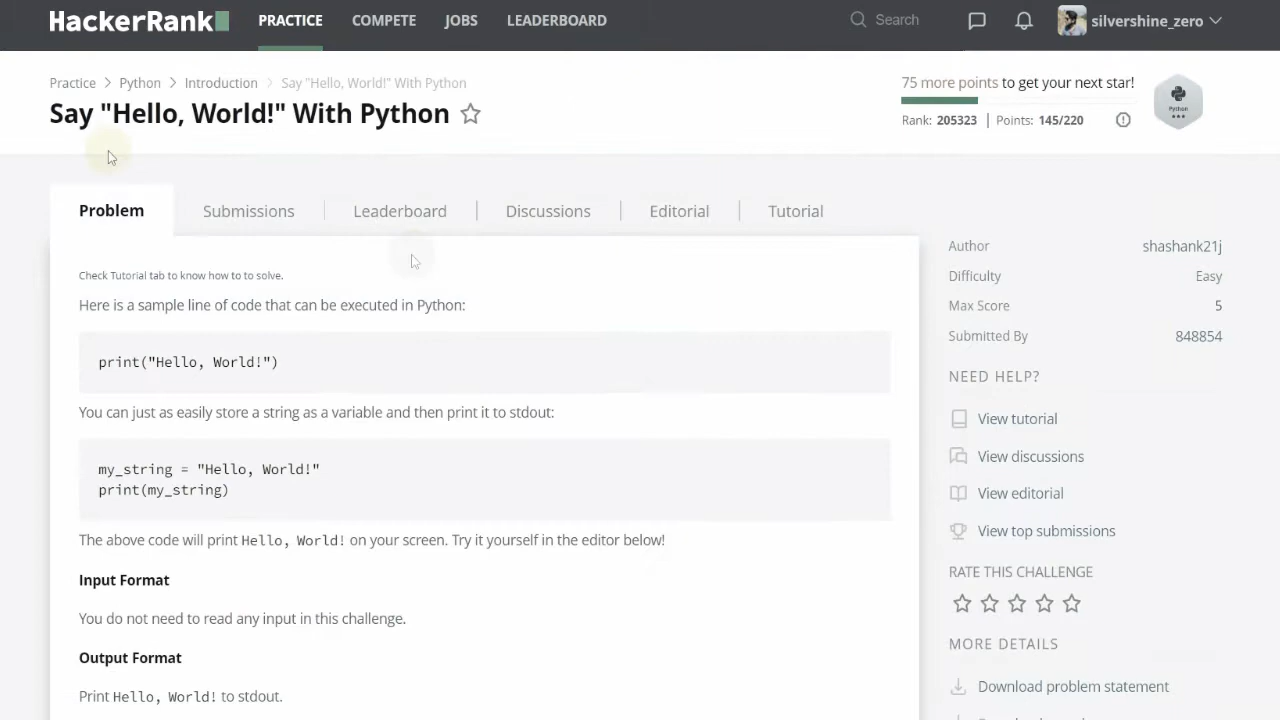 HackerRank PRACTICE COMPETE JOBS LEADERBOARD Search silvershine_zero
Practice > Python > Introduction > Say "Hello, World!" With Python
Say "Hello, World!" With Python
75 more points to get your next star!
Rank: 205323 | Points: 145/220
Python
Problem Submissions Leaderboard Discussions Editorial Tutorial
Check Tutorial tab to know how to to solve.
Here is a sample line of code that can be executed in Python:
print("Hello, World!")
You can just as easily store a string as a variable and then print it to stdout:
my_string = "Hello, World!"
print(my_string)
The above code will print Hello, World! on your screen. Try it yourself in the editor below!
Input Format
You do not need to read any input in this challenge.
Output Format
Print Hello, World! to stdout.
Author shashank21j
Difficulty Easy
Max Score 5
Submitted By 848854
NEED HELP?
View tutorial
View discussions
View editorial
View top submissions
RATE THIS CHALLENGE
MORE DETAILS
Download problem statement